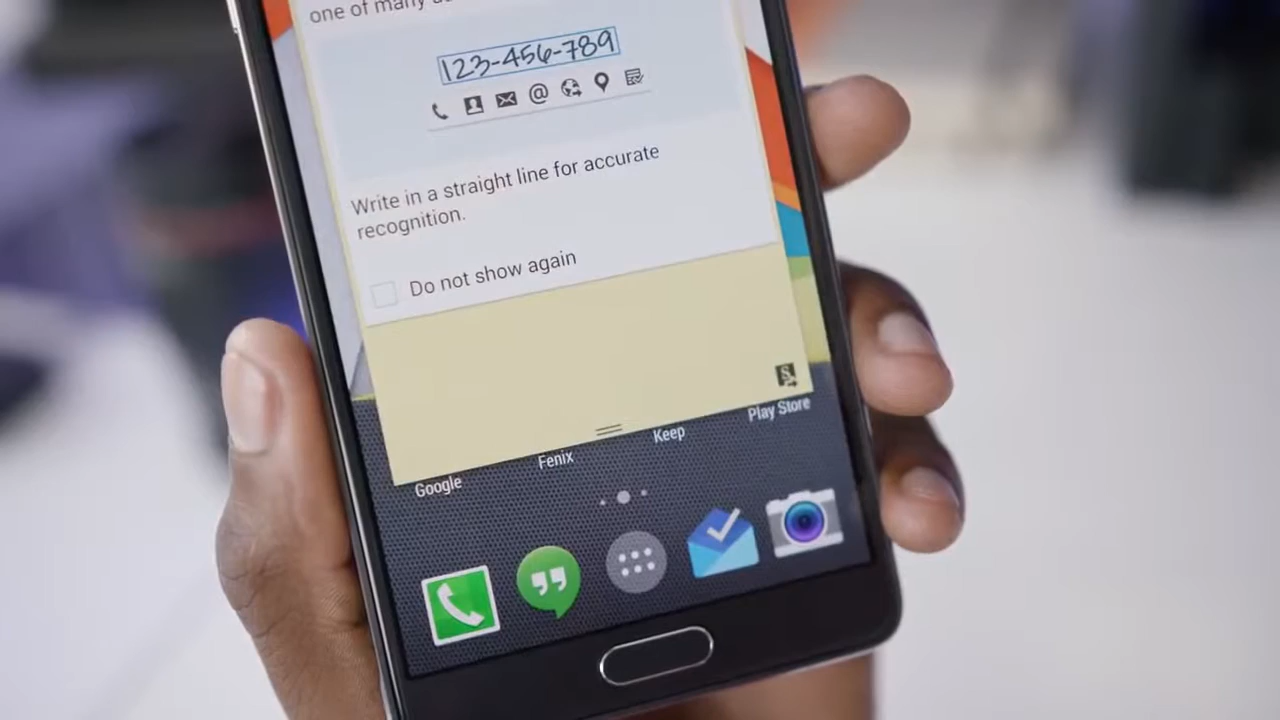 one of many
123-456-789
Write in a straight line for accurate
recognition.
Do not show again
Google
Fenix
Keep
Play Store